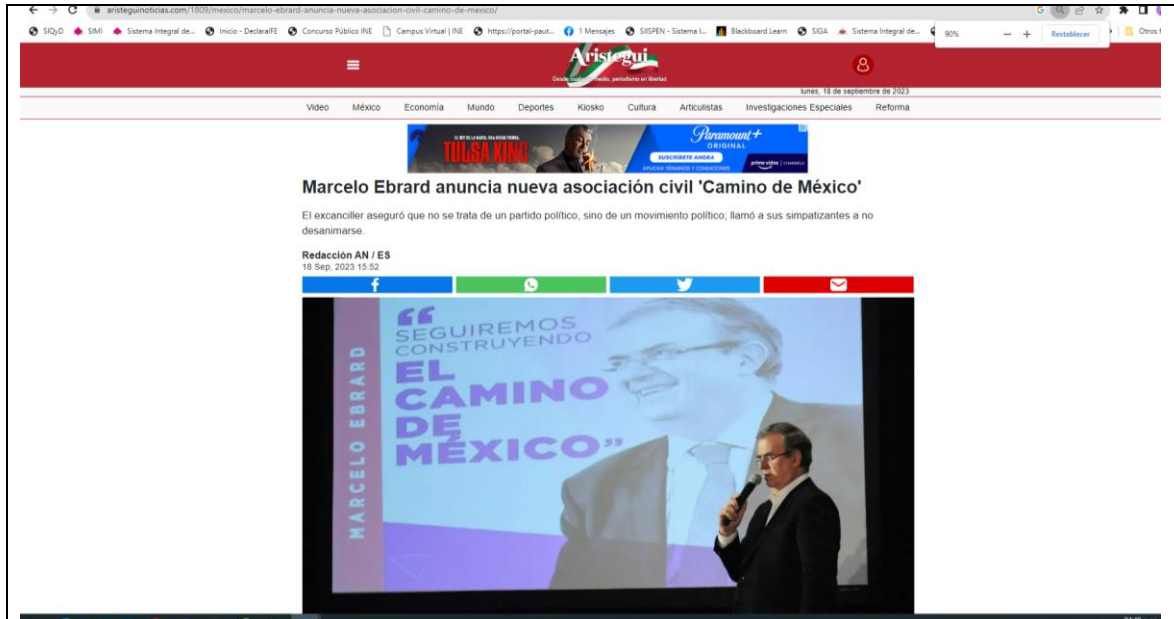 aristeguinoticias.com/1809/mexico/marcelo-ebrard-anuncia-nueva-asociacion-civil-camino-de-mexico/
SIQyD SIMI Sistema Integral de... Inicio - DeclaraIFE Concurso Público INE Campus Virtual | INE https://portal-paut... 1 Mensajes SIISPEN - Sistema I... Blackboard Learn SIGA Sistema Integral de... 90% Restablecer Otros f
Aristegui
lunes, 18 de septiembre de 2023
Video México Economía Mundo Deportes Kiosko Cultura Articulistas Investigaciones Especiales Reforma
TULSA KING
Paramount+
ORIGINAL
SUSCRÍBETE AHORA
prime video | CHANNELS
Marcelo Ebrard anuncia nueva asociación civil 'Camino de México'
El excanciller aseguró que no se trata de un partido político, sino de un movimiento político; llamó a sus simpatizantes a no
desanimarse.
Redacción AN / ES
18 Sep, 2023 15:52
MARCELO EBRARD
“SEGUIREMOS
CONSTRUYENDO
EL
CAMINO
DE
MÉXICO”